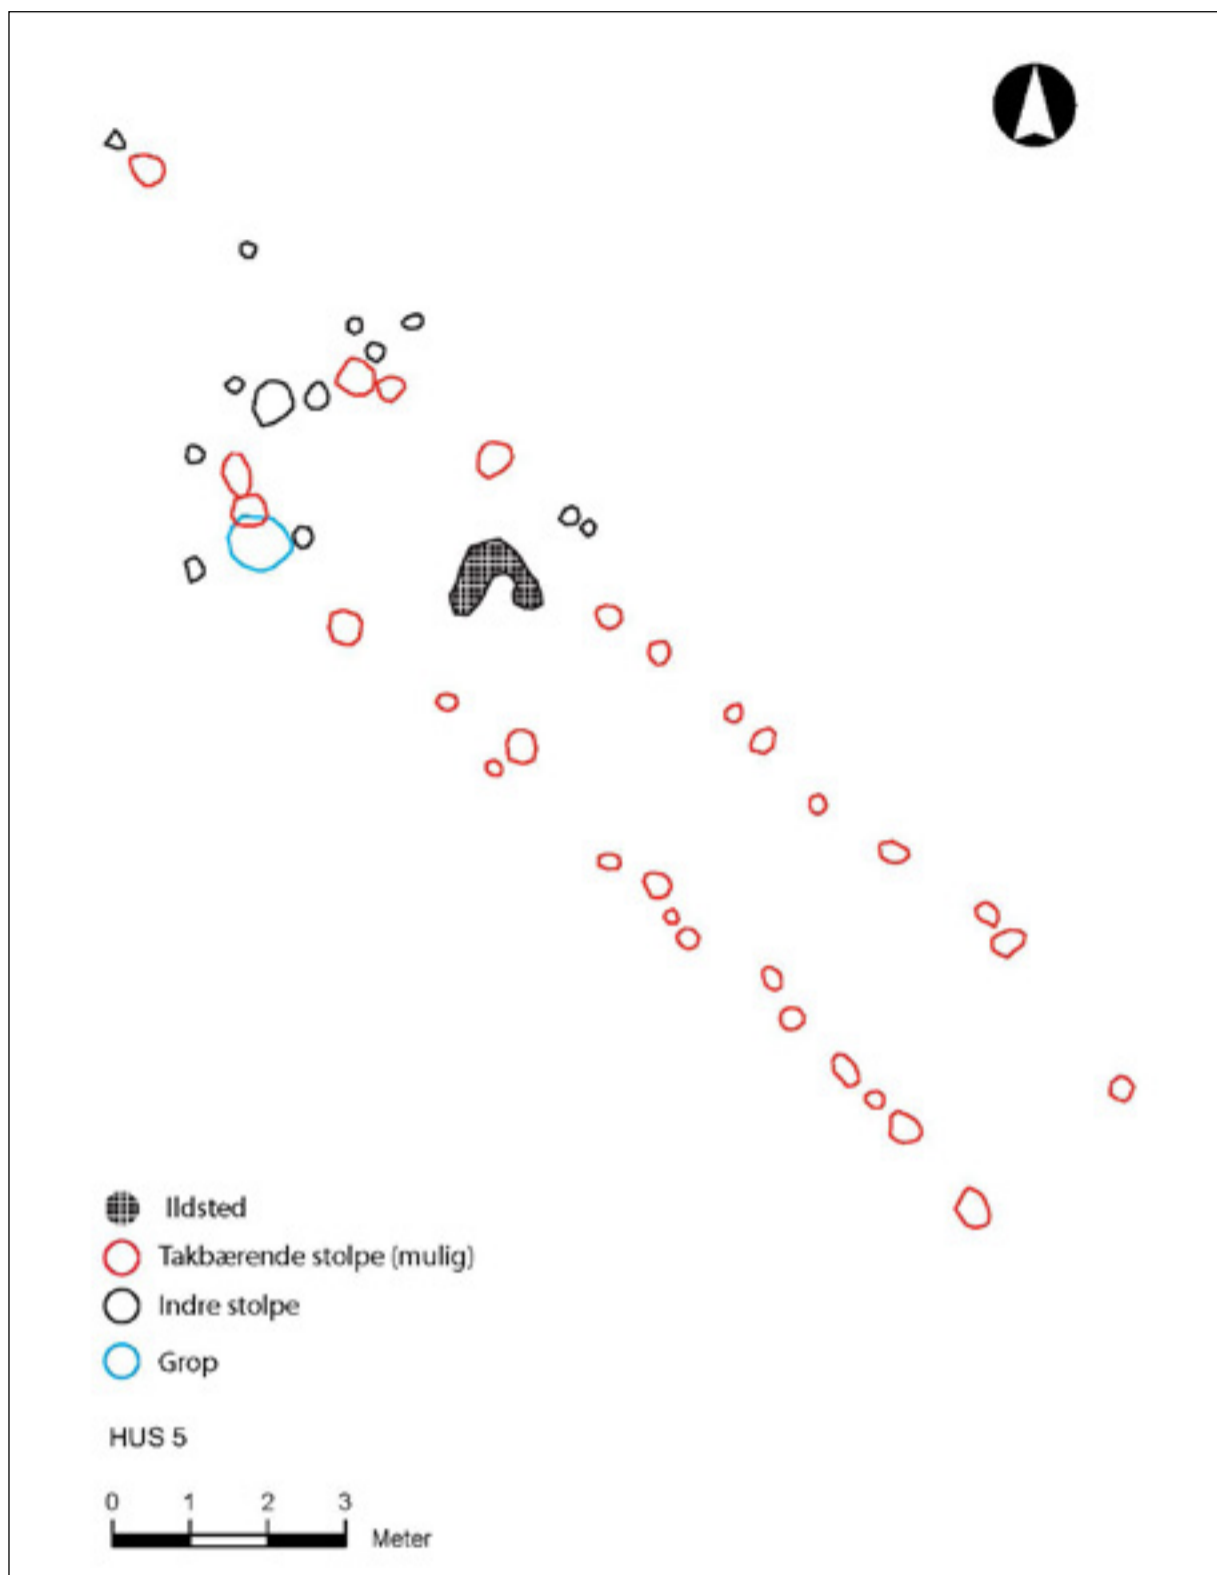 Ildsted
Takbærende stolpe (mulig)
Indre stolpe
Grop
HUS 5
0 1 2 3
Meter